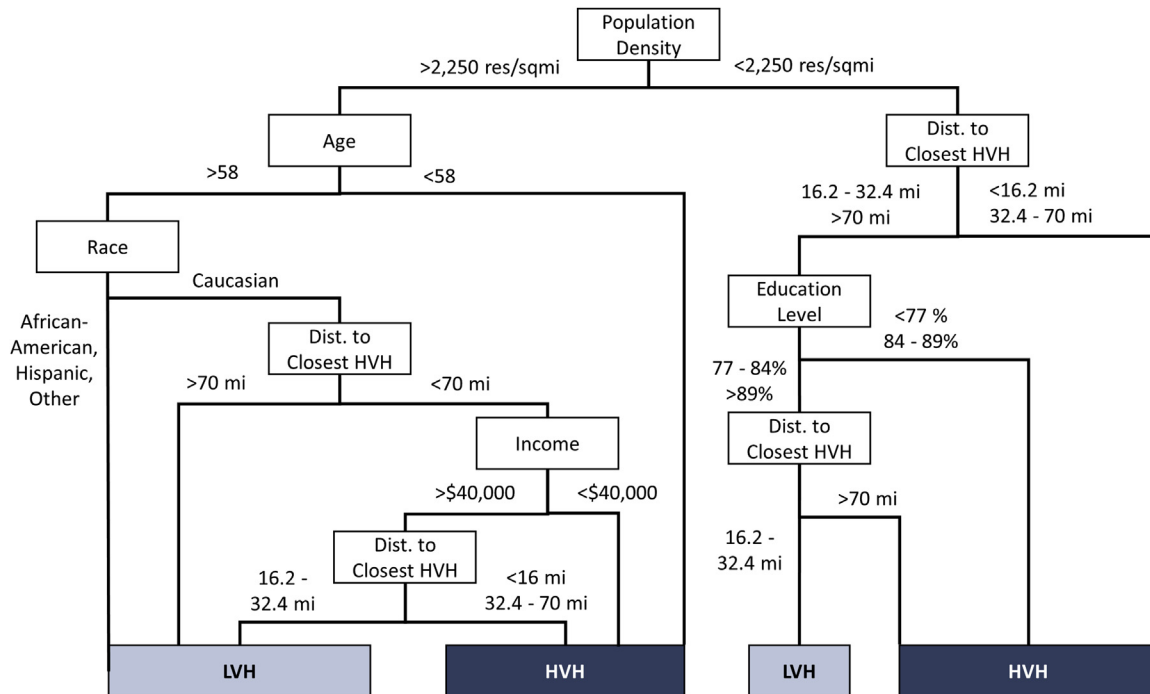 Population
Density
>2,250 res/sqmi
<2,250 res/sqmi
Age
Dist. to
Closest HVH
>58
<58
16.2 - 32.4 mi
>70 mi
<16.2 mi
32.4 - 70 mi
Race
Caucasian
African-
American,
Hispanic,
Other
Education
Level
<77 %
84 - 89%
Dist. to
Closest HVH
>70 mi
<70 mi
77 - 84%
>89%
Income
Dist. to
Closest HVH
>$40,000
<$40,000
>70 mi
Dist. to
Closest HVH
16.2 -
32.4 mi
16.2 -
32.4 mi
<16 mi
32.4 - 70 mi
LVH
HVH
LVH
HVH